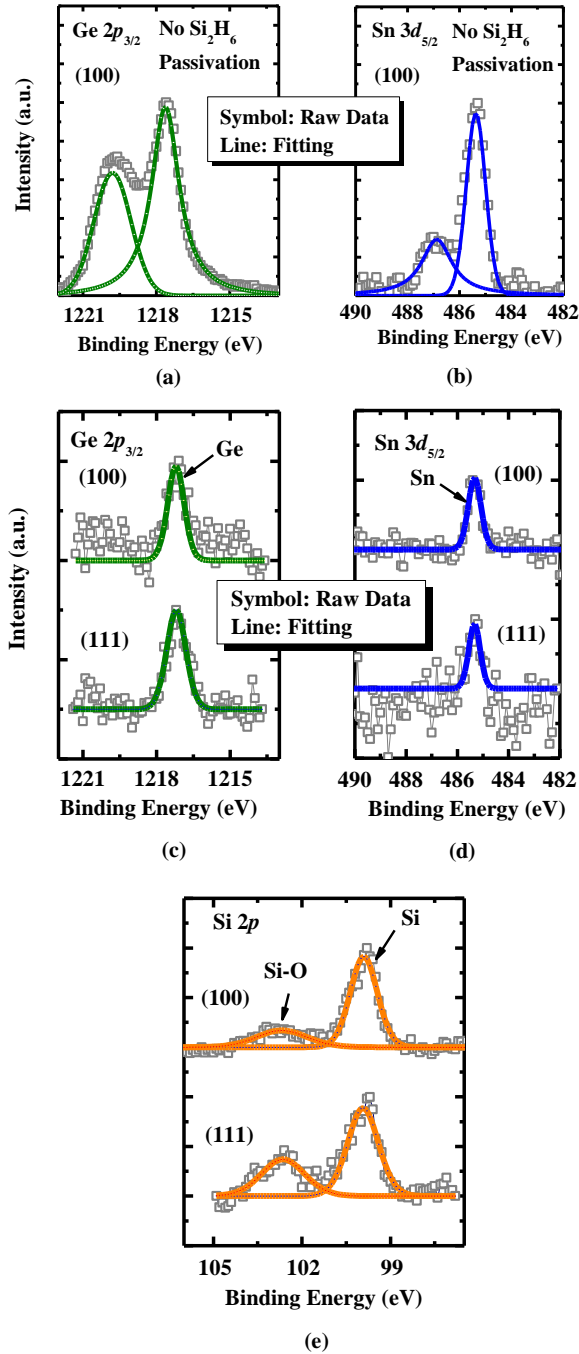 Ge 2p3/2
No Si2H6
Passivation
(100)
Sn 3d5/2
No Si2H6
Passivation
(100)
Symbol: Raw Data
Line: Fitting
Intensity (a.u.)
1221 1218 1215
Binding Energy (eV)
(a)
490 488 486 484 482
Binding Energy (eV)
(b)
Ge 2p3/2
(100)
Ge
(111)
Sn 3d5/2
Sn
(100)
(111)
Symbol: Raw Data
Line: Fitting
Intensity (a.u.)
1221 1218 1215
Binding Energy (eV)
(c)
490 488 486 484 482
Binding Energy (eV)
(d)
Si 2p
Si
Si-O
(100)
(111)
105 102 99
Binding Energy (eV)
(e)